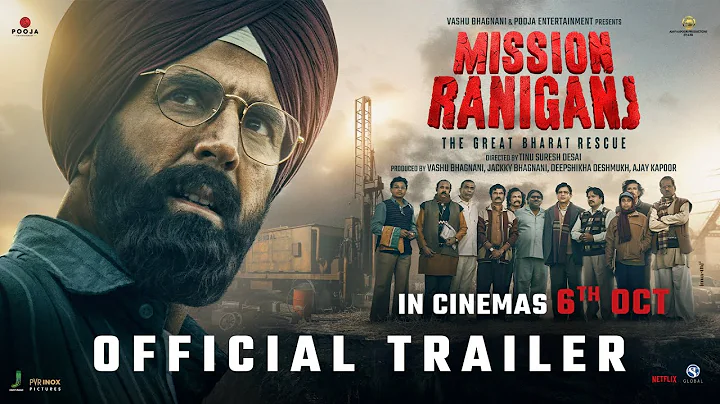 POOJA
ENTERTAINMENT
VASHU BHAGNANI & POOJA ENTERTAINMENT PRESENTS
MISSION
RANIGANJ
THE GREAT BHARAT RESCUE
DIRECTED BY TINU SURESH DESAI
PRODUCED BY VASHU BHAGNANI, JACKKY BHAGNANI, DEEPSHIKHA DESHMUKH, AJAY KAPOOR
IN CINEMAS 6TH OCT
OFFICIAL TRAILER
PVR INOX
PICTURES
NETFLIX
GLOBAL